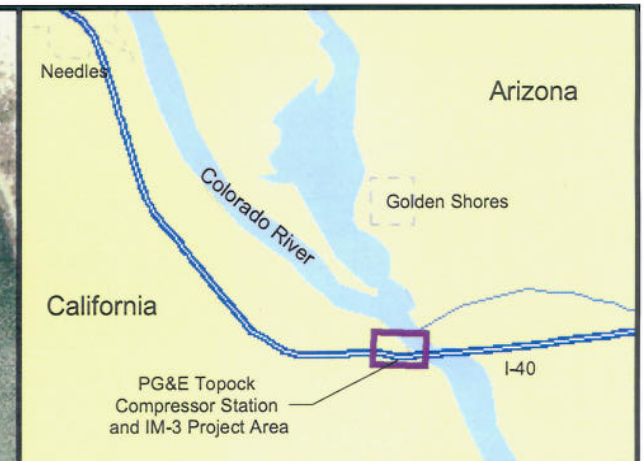 Needles
Arizona
Golden Shores
Colorado River
California
I-40
PG&E Topock
Compressor Station
and IM-3 Project Area